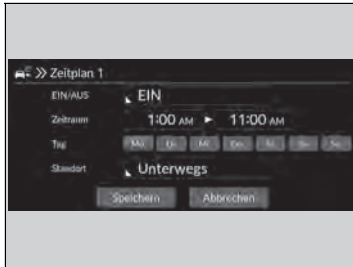 Zeitplan 1
EIN/AUS EIN
Zeitraum 1:00 AM ► 11:00 AM
Tag Mo. Di. Mi. Do. Fr. Sa. So.
Standort Unterwegs
Speichern Abbrechen